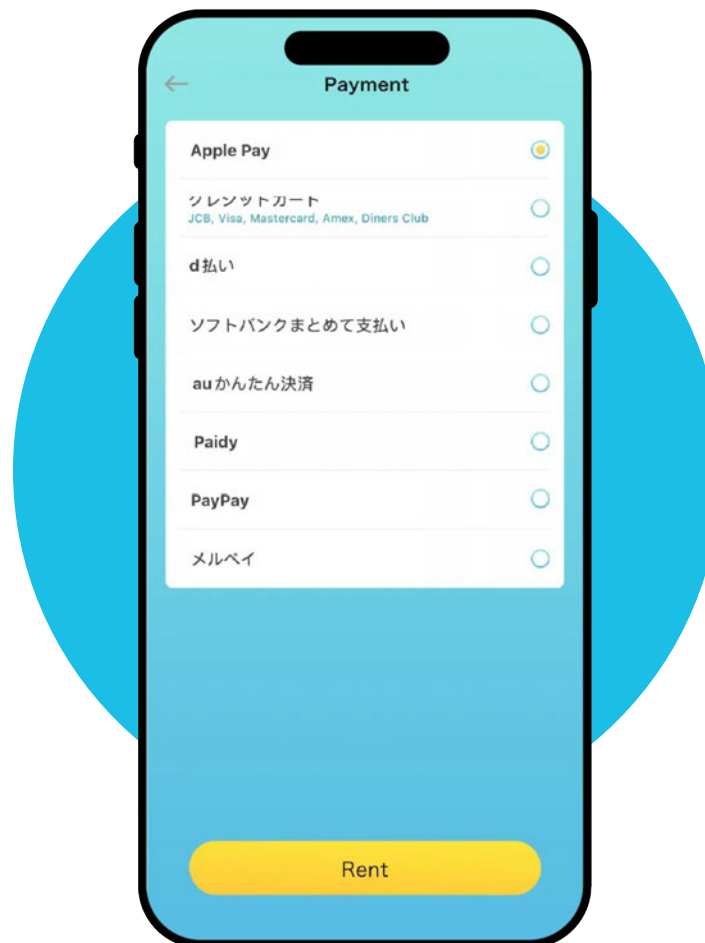 Payment
Apple Pay
クレジットカード
JCB, Visa, Mastercard, Amex, Diners Club
d払い
ソフトバンクまとめて支払い
auかんたん決済
Paidy
PayPay
メルペイ
Rent